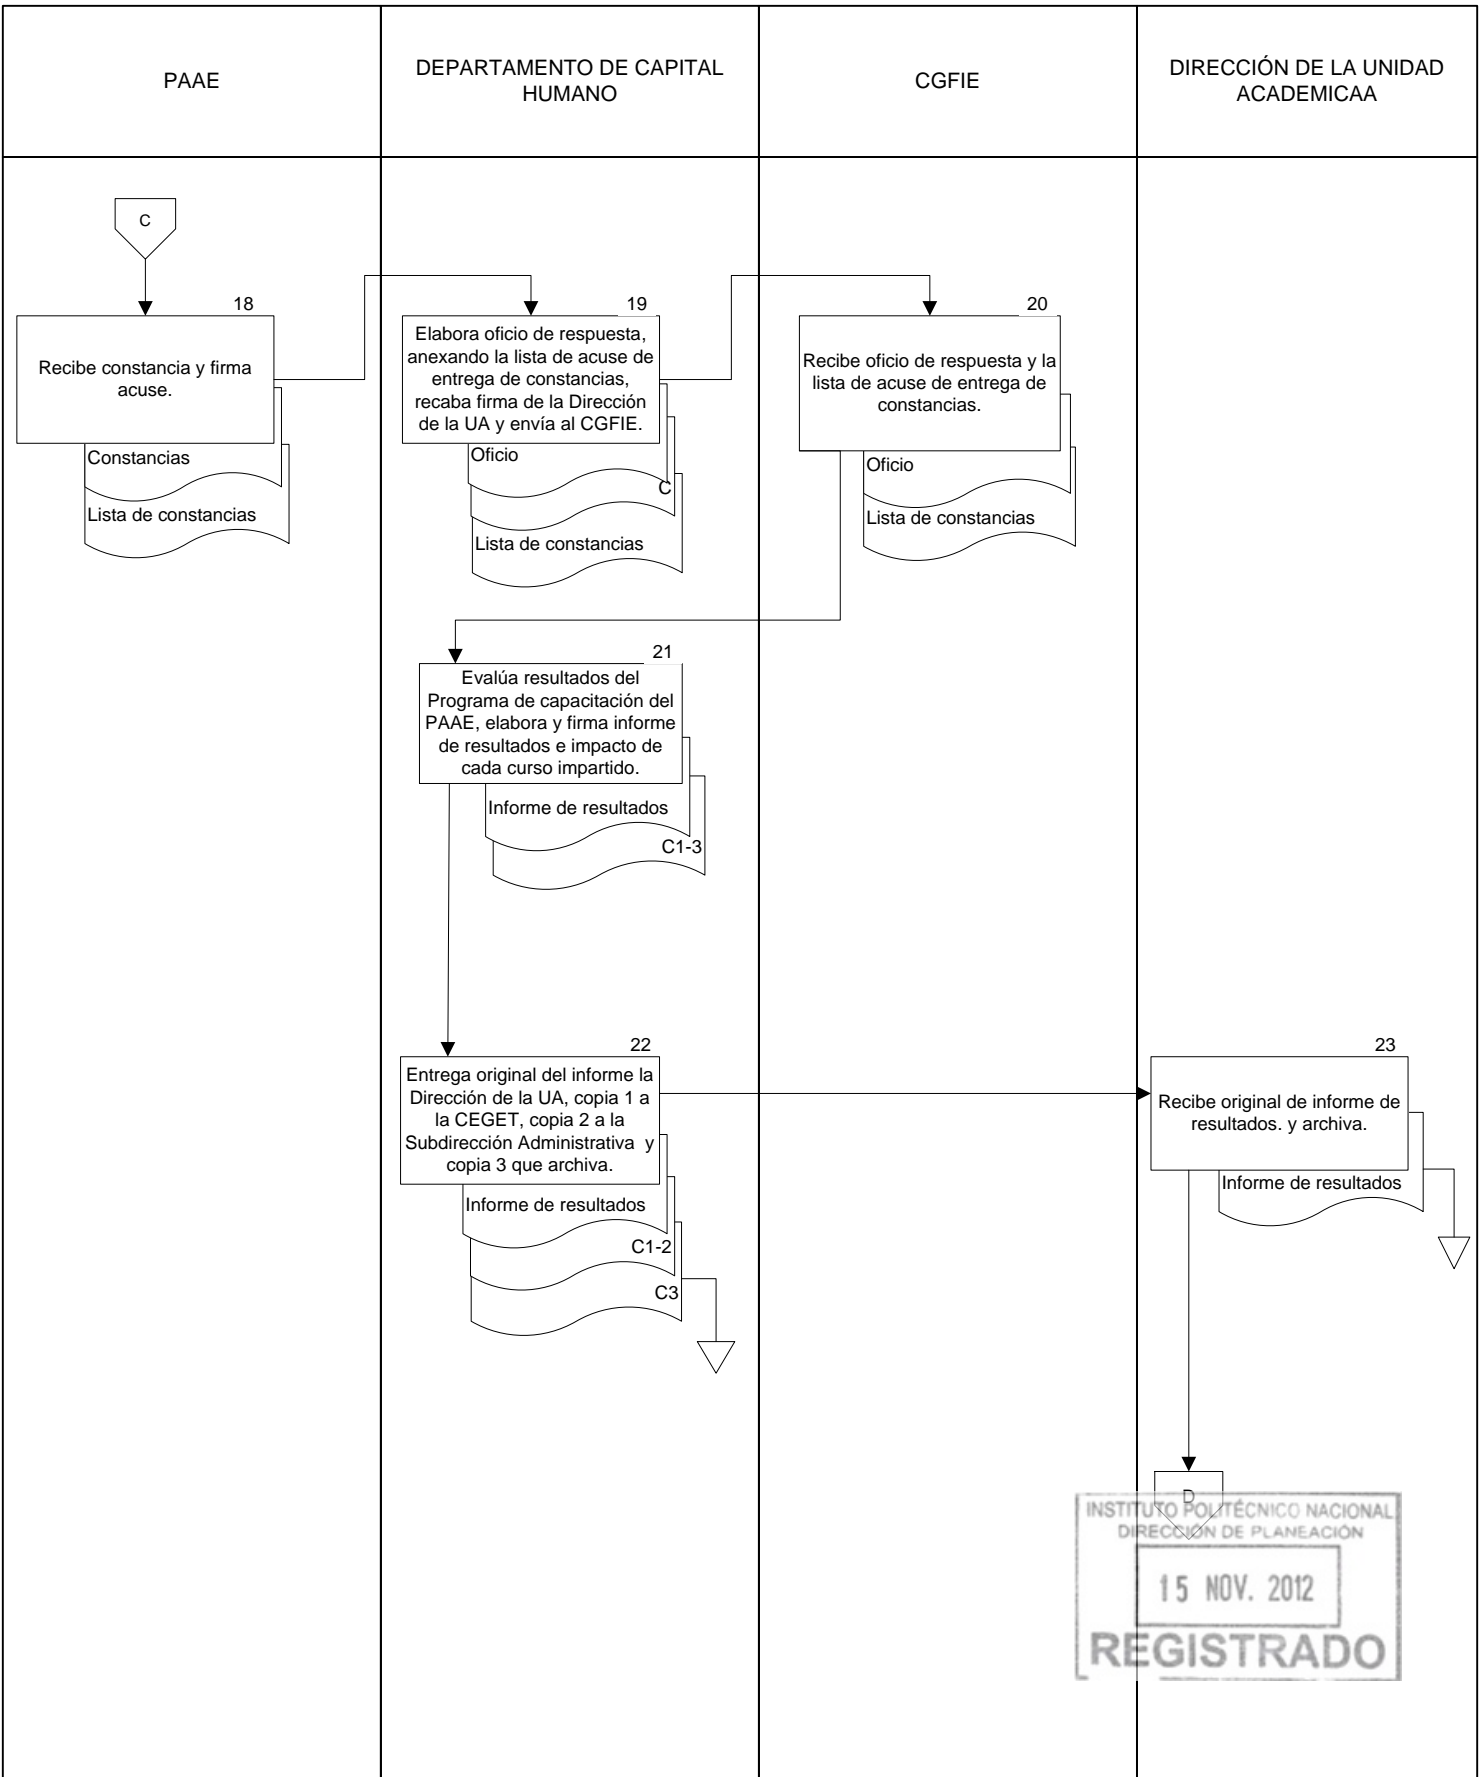 PAAE
DEPARTAMENTO DE CAPITAL
HUMANO
CGFIE
DIRECCIÓN DE LA UNIDAD
ACADEMICAA
C
18
Recibe constancia y firma
acuse.
Constancias
Lista de constancias
19
Elabora oficio de respuesta,
anexando la lista de acuse de
entrega de constancias,
recaba firma de la Dirección
de la UA y envía al CGFIE.
Oficio
C
Lista de constancias
20
Recibe oficio de respuesta y la
lista de acuse de entrega de
constancias.
Oficio
Lista de constancias
21
Evalúa resultados del
Programa de capacitación del
PAAE, elabora y firma informe
de resultados e impacto de
cada curso impartido.
Informe de resultados
C1-3
22
Entrega original del informe la
Dirección de la UA, copia 1 a
la CEGET, copia 2 a la
Subdirección Administrativa y
copia 3 que archiva.
Informe de resultados
C1-2
C3
23
Recibe original de informe de
resultados. y archiva.
Informe de resultados
D
INSTITUTO POLITÉCNICO NACIONAL
DIRECCIÓN DE PLANEACIÓN
15 NOV. 2012
REGISTRADO